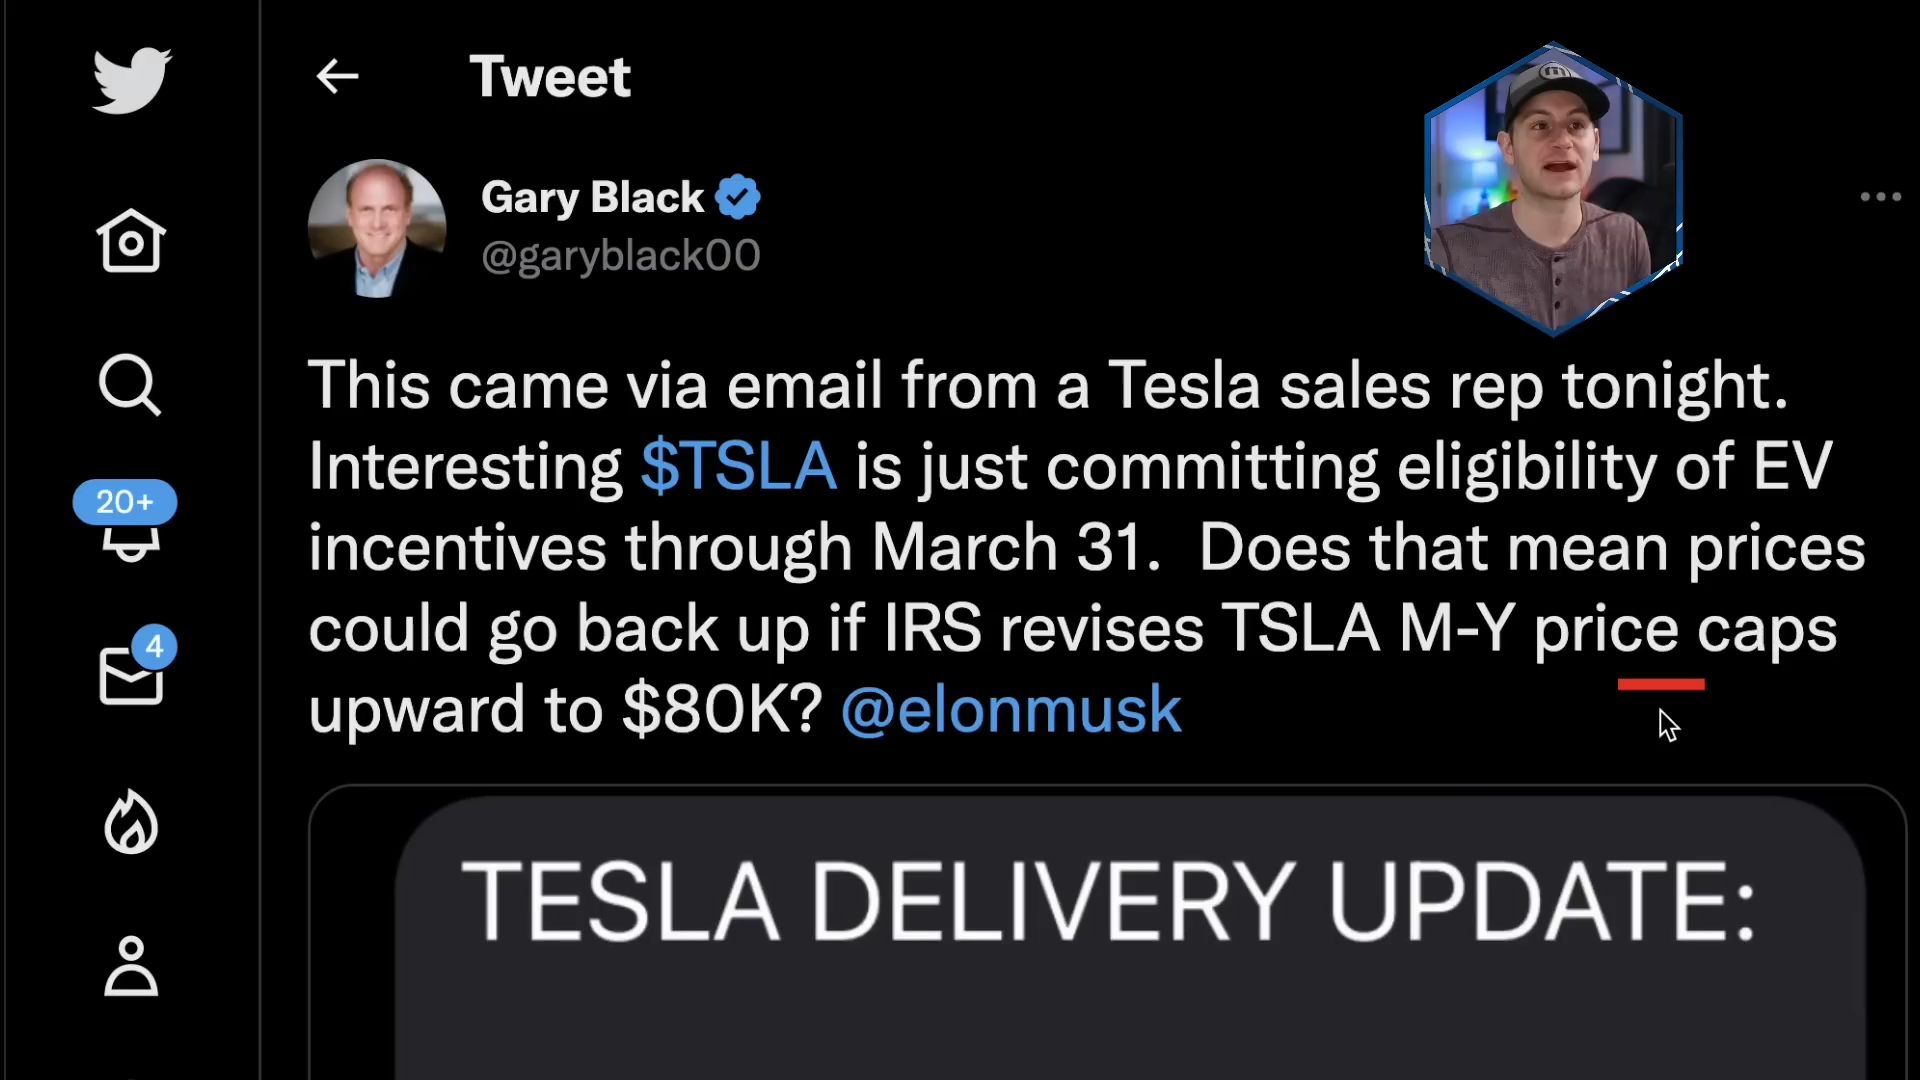 Tweet
Gary Black
@garyblack00
This came via email from a Tesla sales rep tonight.
Interesting $TSLA is just committing eligibility of EV
incentives through March 31.  Does that mean prices
could go back up if IRS revises TSLA M-Y price caps
upward to $80K? @elonmusk
20+
4
TESLA DELIVERY UPDATE: